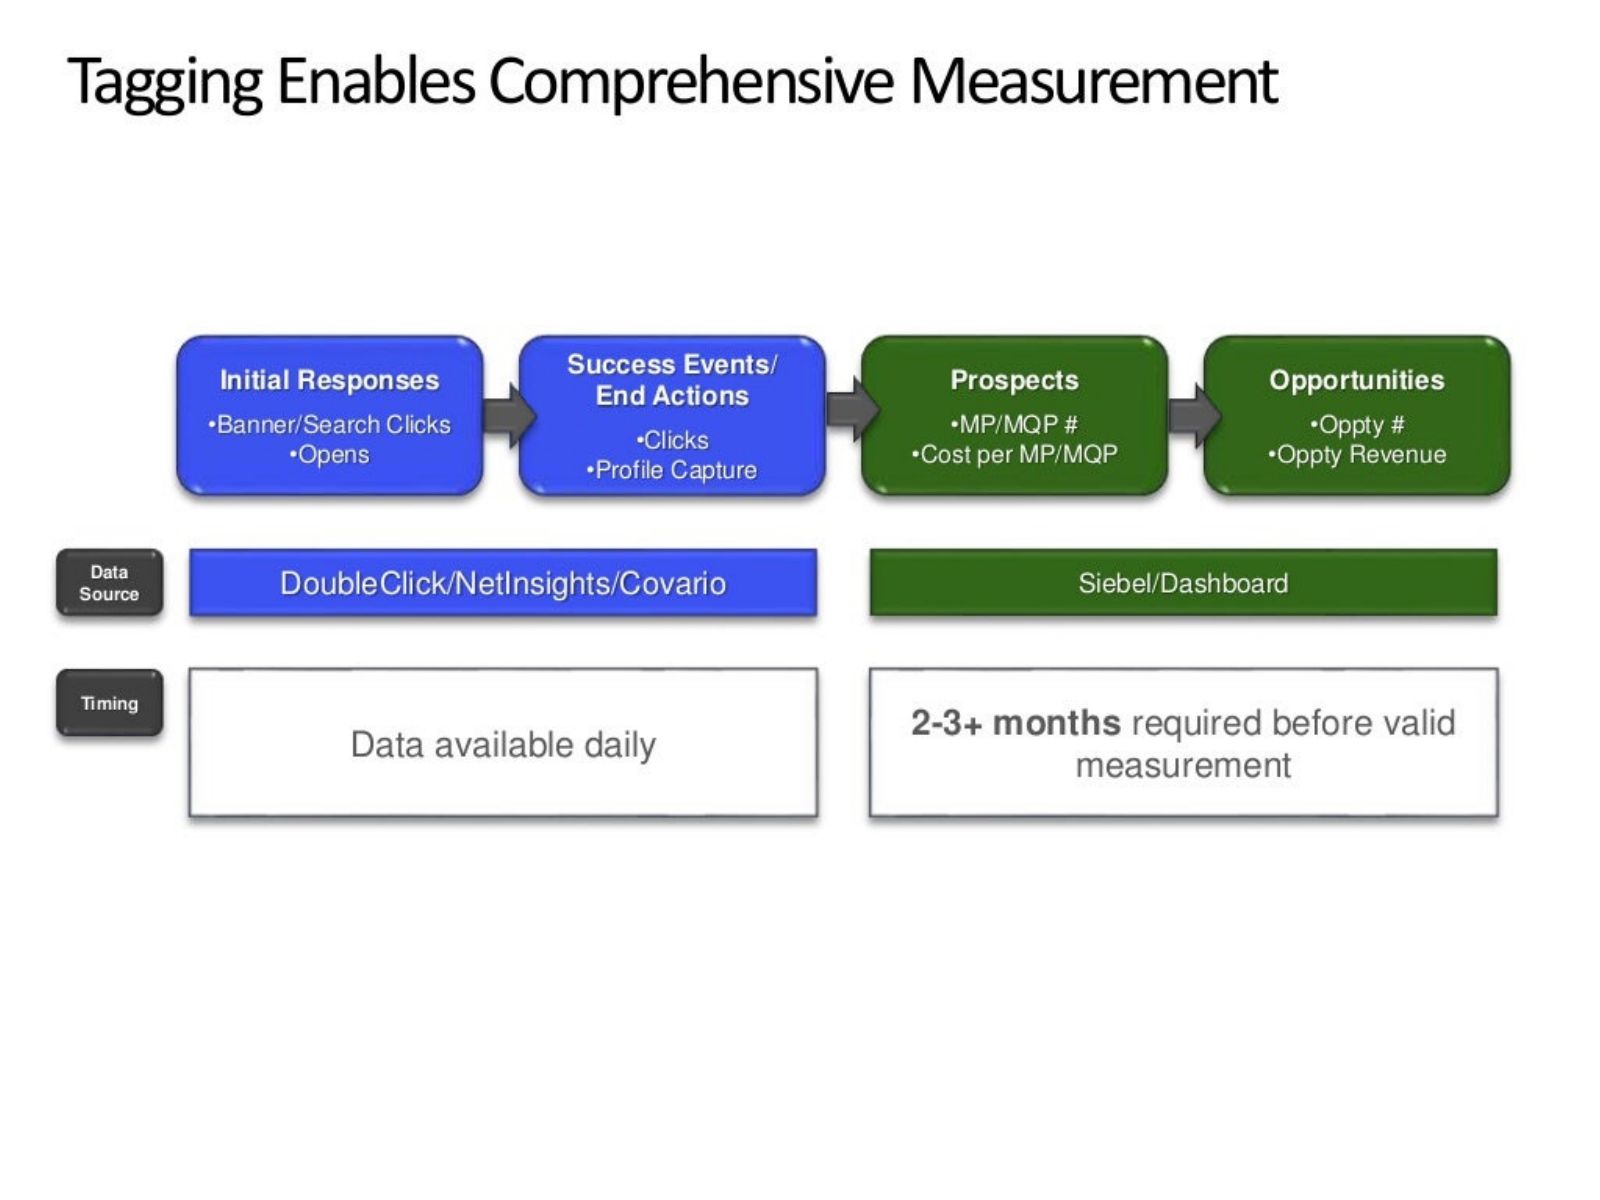 Tagging Enables Comprehensive Measurement
Initial Responses
•Banner/Search Clicks
•Opens
Success Events/
End Actions
•Clicks
•Profile Capture
Prospects
•MP/MQP #
•Cost per MP/MQP
Opportunities
•Oppty #
•Oppty Revenue
Data
Source
DoubleClick/NetInsights/Covario
Siebel/Dashboard
Timing
Data available daily
2-3+ months required before valid
measurement